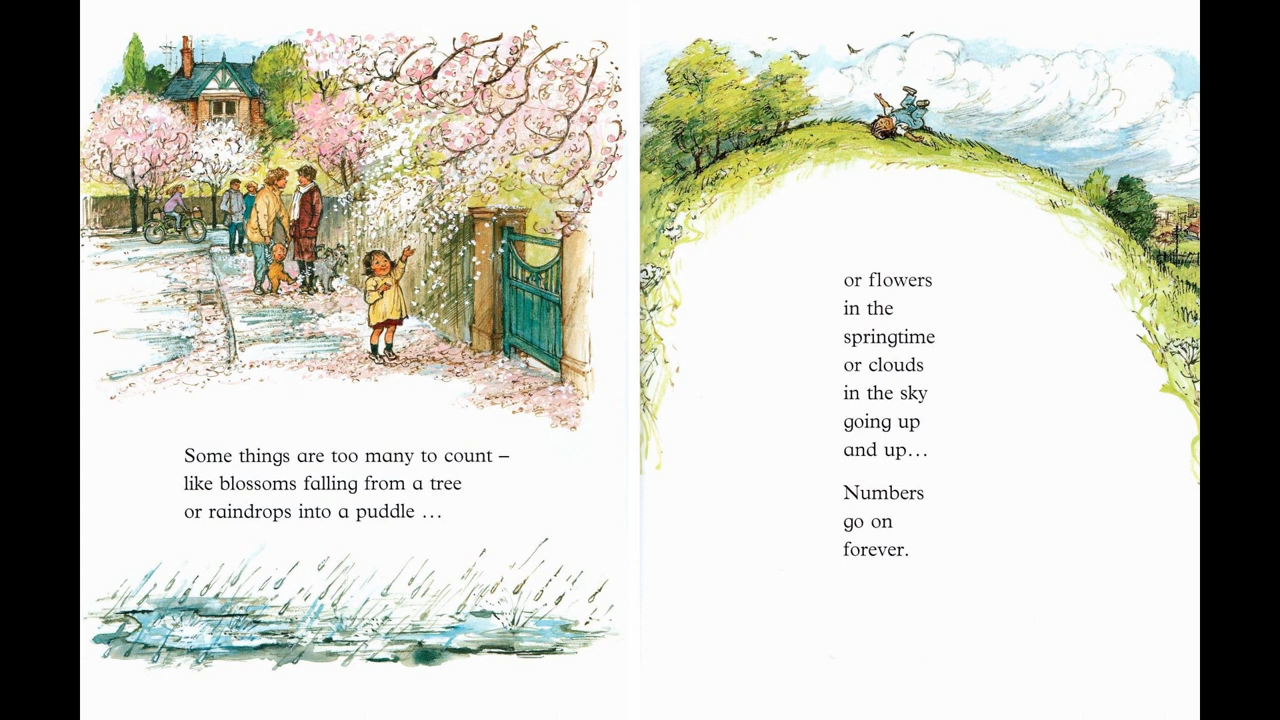 Some things are too many to count –
like blossoms falling from a tree
or raindrops into a puddle ...
or flowers
in the
springtime
or clouds
in the sky
going up
and up...
Numbers
go on
forever.